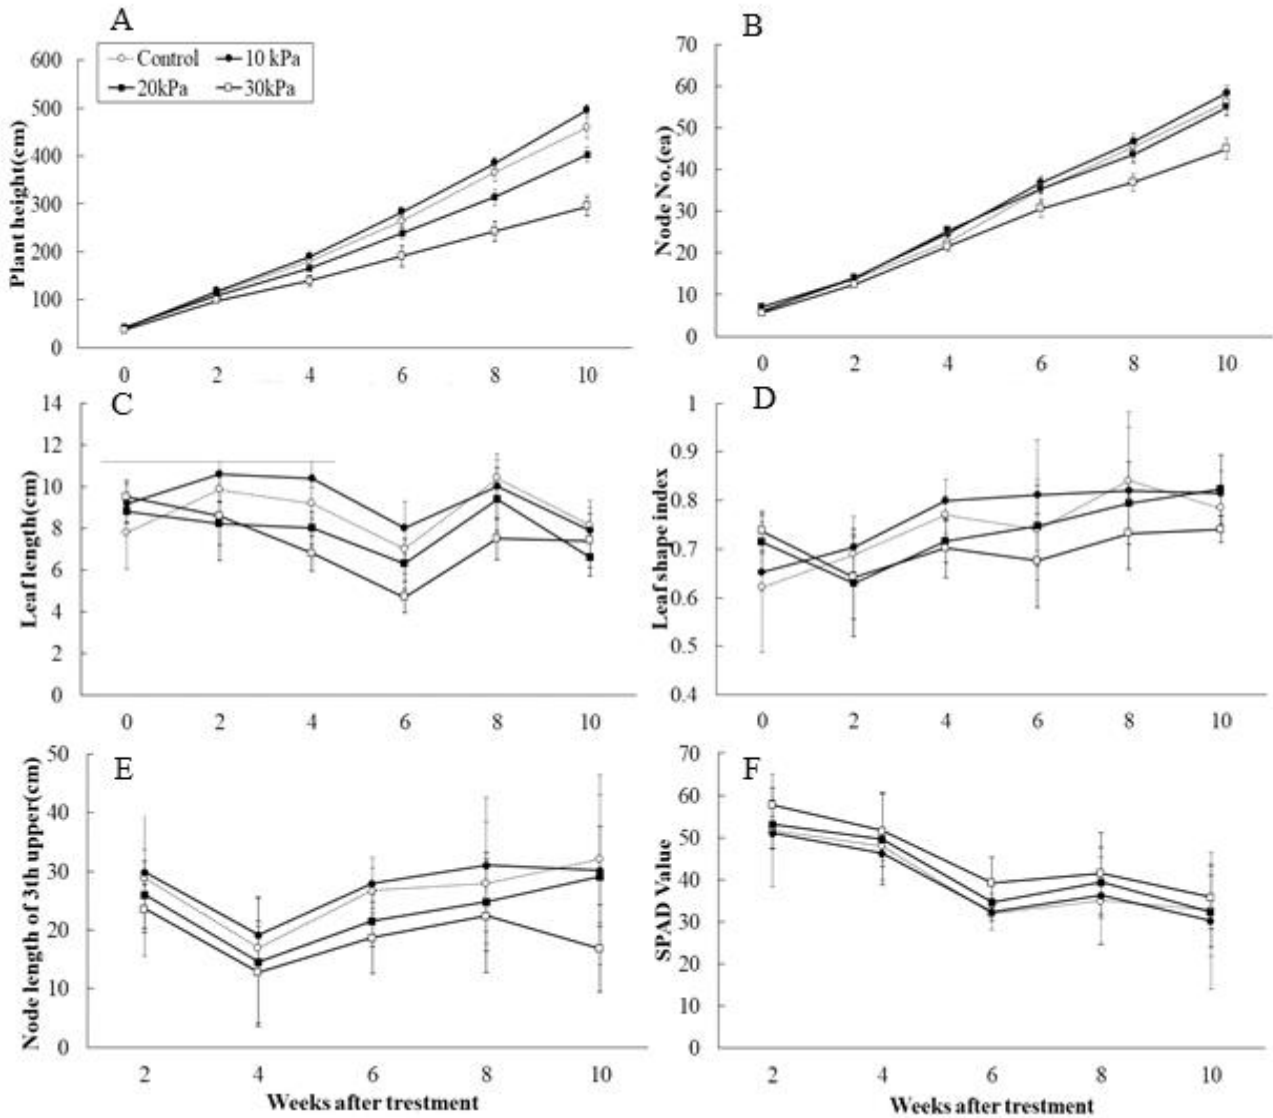 A
Control 10 kPa
20kPa 30kPa
Plant height(cm)
600
500
400
300
200
100
0
0 2 4 6 8 10
B
Node No.(ea)
70
60
50
40
30
20
10
0
0 2 4 6 8 10
C
Leaf length(cm)
14
12
10
8
6
4
2
0
0 2 4 6 8 10
D
Leaf shape index
1
0.9
0.8
0.7
0.6
0.5
0.4
0 2 4 6 8 10
E
Node length of 3th upper(cm)
50
40
30
20
10
0
2 4 6 8 10
Weeks after trestment
F
SPAD Value
70
60
50
40
30
20
10
0
2 4 6 8 10
Weeks after trestment